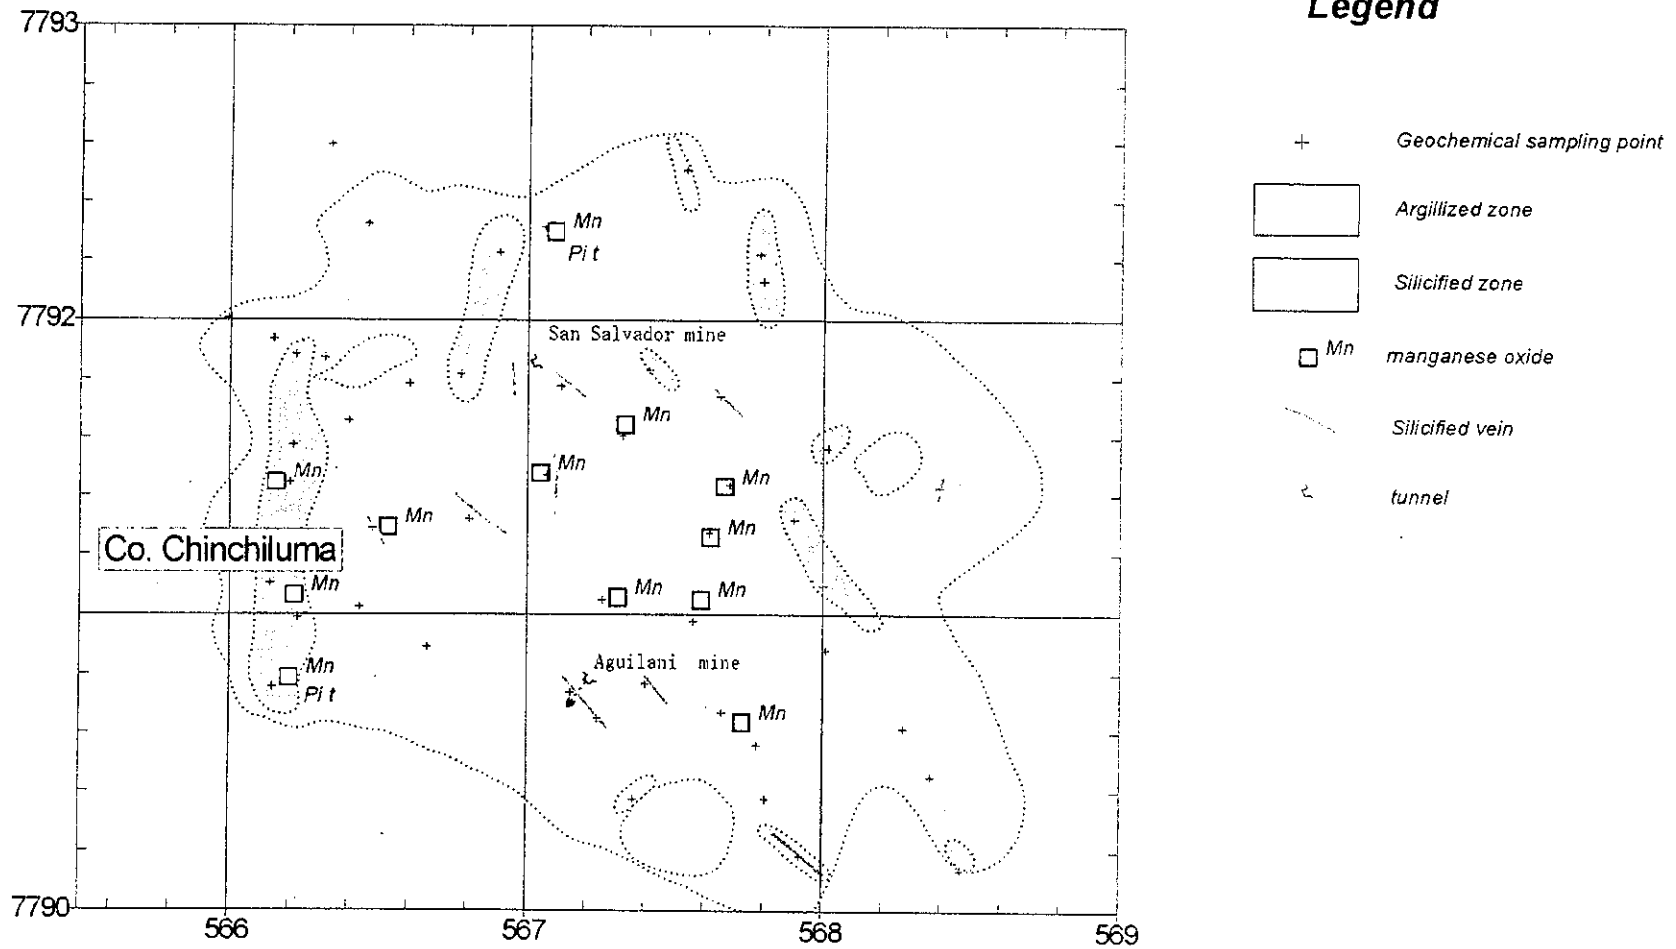 Legend
7793
Geochemical sampling point
Argillized zone
Mn
Pit
Silicified zone
7792
San Salvador mine
Mn
manganese oxide
Mn
Silicified vein
Mn
Mn
Mn
tunnel
Mn
Mn
Co. Chinchiluma
Mn
Mn
Mn
Aguilani mine
Mn
Pit
Mn
7790
566
567
568
569